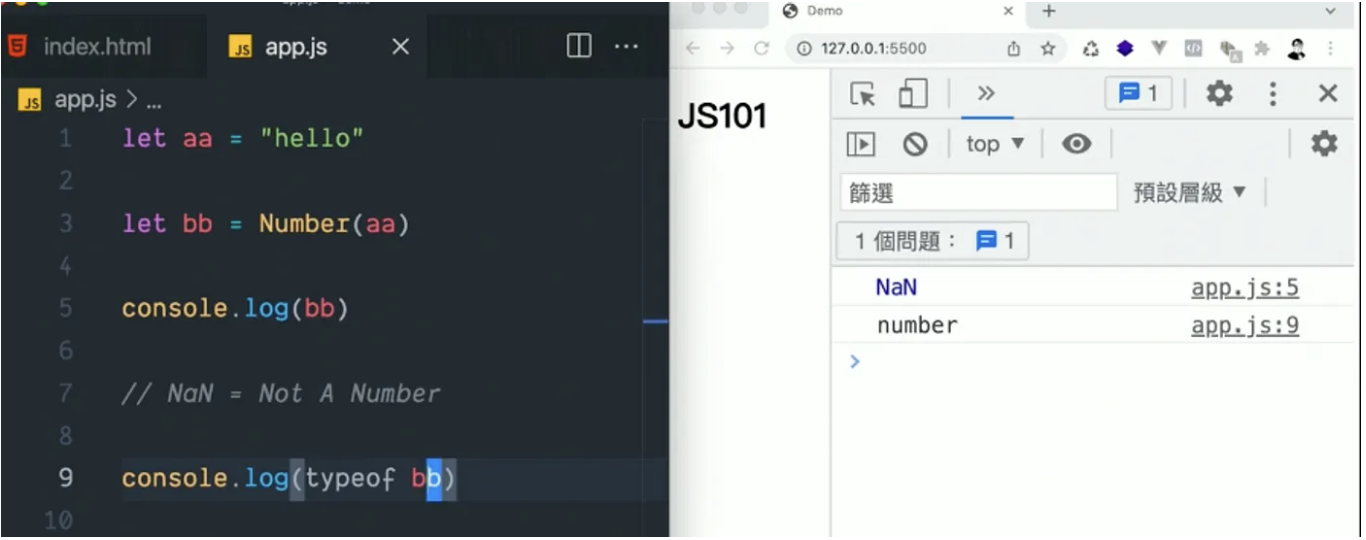 index.html
app.js
app.js > ...
1 let aa = "hello"
2
3 let bb = Number(aa)
4
5 console.log(bb)
6
7 // NaN = Not A Number
8
9 console.log(typeof bb)
10
Demo
127.0.0.1:5500
JS101
1
top
篩選
預設層級
1 個問題： 1
NaN app.js:5
number app.js:9